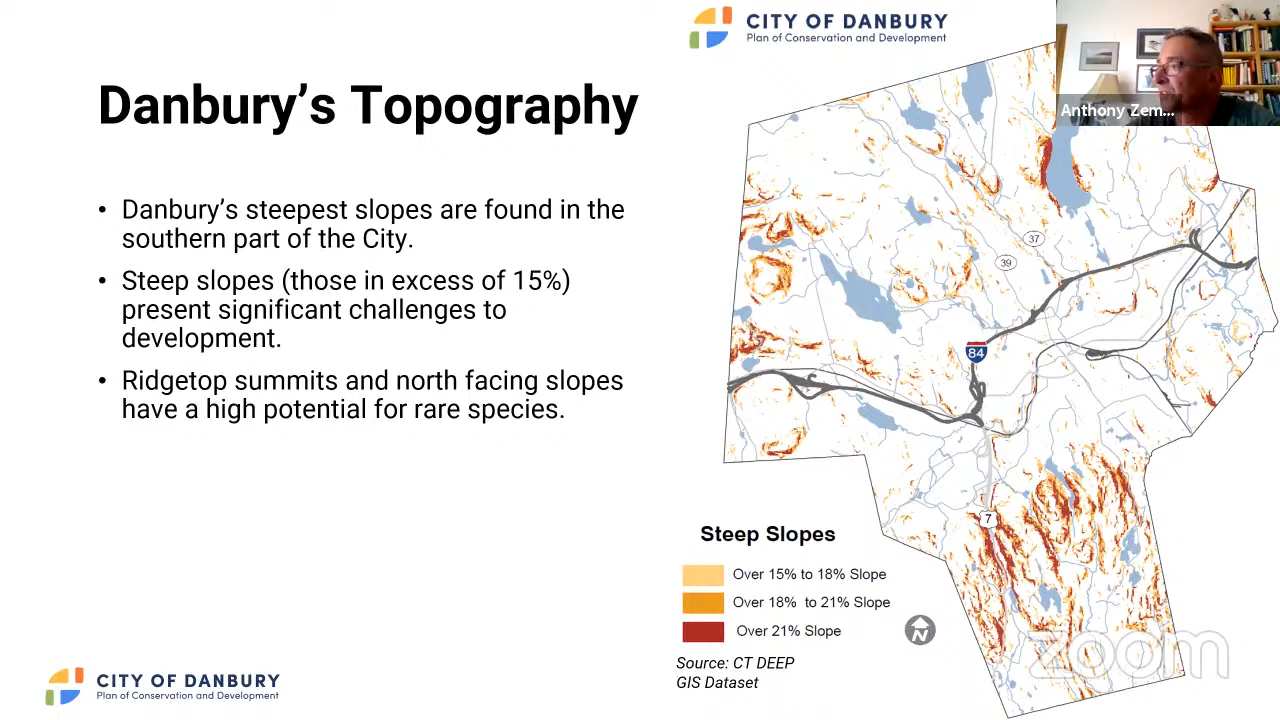 CITY OF DANBURY
Plan of Conservation and Development
Anthony Zem...
Danbury's Topography
• Danbury's steepest slopes are found in the
southern part of the City.
• Steep slopes (those in excess of 15%)
present significant challenges to
development.
• Ridgetop summits and north facing slopes
have a high potential for rare species.
37
39
84
7
Steep Slopes
Over 15% to 18% Slope
Over 18% to 21% Slope
Over 21% Slope
N
Source: CT DEEP
GIS Dataset
zoom
CITY OF DANBURY
Plan of Conservation and Development